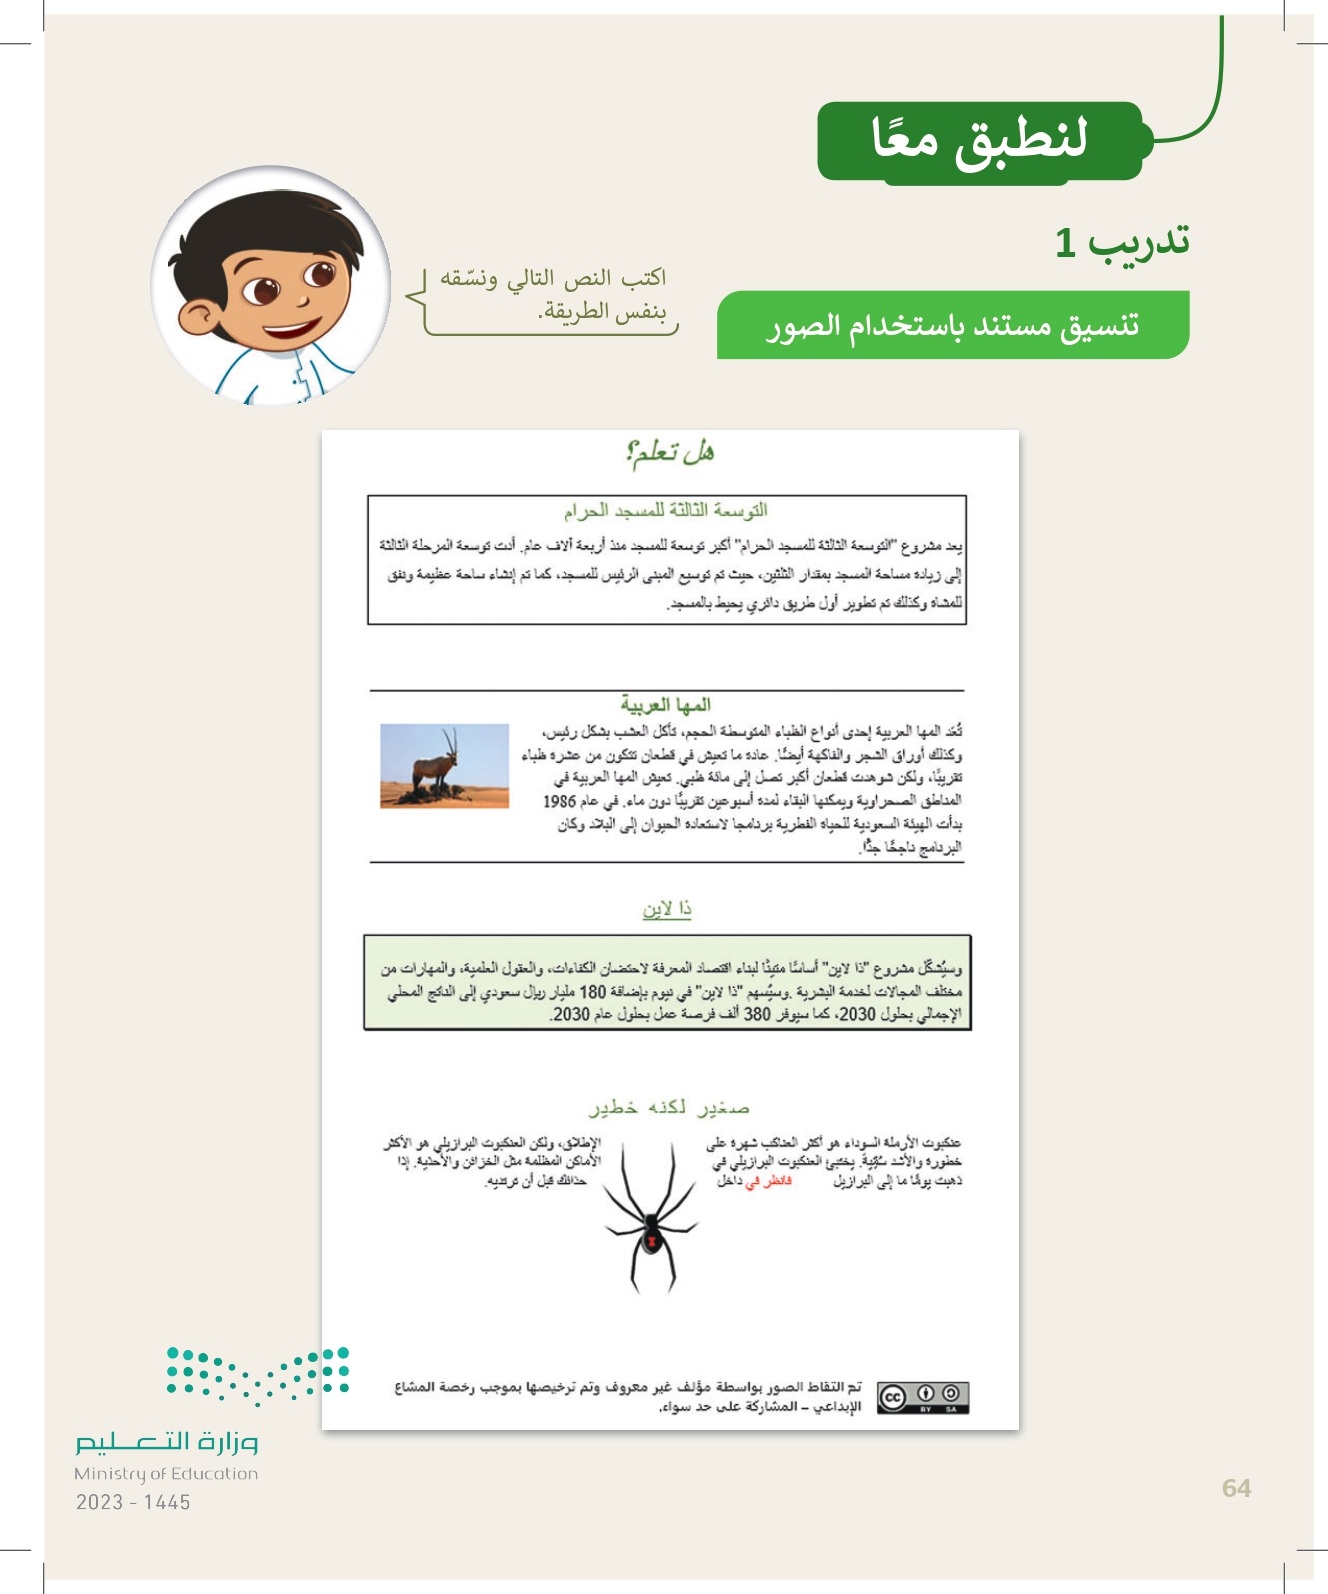 لنطبق معًا
تدريب 1
تنسيق مستند باستخدام الصور
اكتب النص التالي ونسّقه
بنفس الطريقة.
هل تعلم؟
التوسعة الثالثة للمسجد الحرام
يعد مشروع "التوسعة الثالثة للمسجد الحرام" أكبر توسعة للمسجد منذ أربعة آلاف عام. أدت توسعة المرحلة الثالثة
إلى زيادة مساحة المسجد بمقدار الثلثين، حيث تم توسيع المبنى الرئيس للمسجد، كما تم إنشاء ساحة عظيمة ونفق
للمشاة وكذلك تم تطوير أول طريق دائري يحيط بالمسجد.
المها العربية
تُعَد المها العربية إحدى أنواع الظباء المتوسطة الحجم، تأكل العشب بشكل رئيس،
وكذلك أوراق الشجر والفاكهة أيضًا. عادة ما تعيش في قطعان تتكون من عشرة ظباء
تقريبًا، ولكن شوهدت قطعان أكبر تصل إلى مائة ظبي. تعيش المها العربية في
المناطق الصحراوية ويمكنها البقاء لمدة أسبوعين تقريبًا دون ماء. في عام 1986
بدأت الهيئة السعودية للحياة الفطرية برنامجا لاستعادة الحيوان إلى البلاد وكان
البرنامج ناجحًا جدًّا.
ذا لاين
وسيُشكّل مشروع "ذا لاين" أساسًا متينًا لبناء اقتصاد المعرفة لاحتضان الكفاءات، والعقول العلمية، والمهارات من
مختلف المجالات لخدمة البشرية .وسيُسهم "ذا لاين" في نيوم بإضافة 180 مليار ريال سعودي إلى الناتج المحلي
الإجمالي بحلول 2030، كما سيوفر 380 ألف فرصة عمل بحلول عام 2030.
صغير لكنه خطير
عنكبوت الأرملة السوداء هو أكثر العناكب شهرة على الإطلاق، ولكن العنكبوت البرازيلي هو الأكثر
خطورة والأشد سُمّيةً. يختبئ العنكبوت البرازيلي في الأماكن المظلمة مثل الخزائن والأحذية. إذا
ذهبت يومًا ما إلى البرازيل فانظر في داخل حذائك قبل أن ترتديه.
تم التقاط الصور بواسطة مؤلف غير معروف وتم ترخيصها بموجب رخصة المشاع
الإبداعي – المشاركة على حد سواء.
cc BY SA
وزارة التعليم
Ministry of Education
2023 - 1445
64